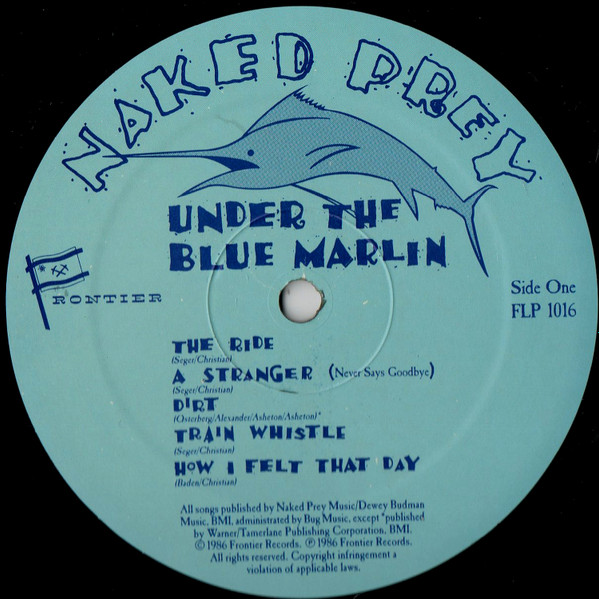 NAKED PREY
UNDER THE
BLUE MARLIN
FRONTIER
Side One
FLP 1016
THE RIDE
(Seger/Christian)
A STRANGER (Never Says Goodbye)
(Seger/Christian)
DIRT
(Osterberg/Alexander/Asheton/Asheton)*
TRAIN WHISTLE
(Seger/Christian)
HOW I FELT THAT DAY
(Baden/Christian)
All songs published by Naked Prey Music/Dewey Budman
Music, BMI, administrated by Bug Music, except *published
by Warner/Tamerlane Publishing Corporation, BMI.
©1986 Frontier Records. ℗1986 Frontier Records.
All rights reserved. Copyright infringement a
violation of applicable laws.